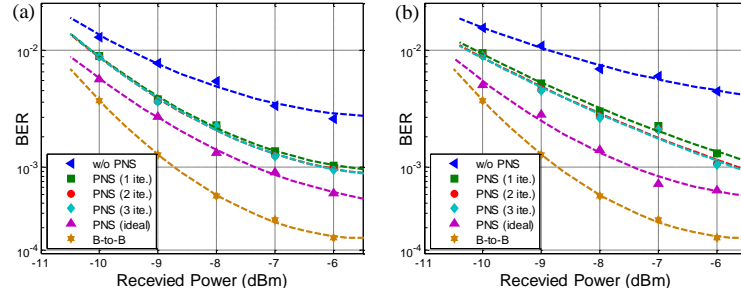 (a)
BER
10-2
10-3
10-4
w/o PNS
PNS (1 ite.)
PNS (2 ite.)
PNS (3 ite.)
PNS (ideal)
B-to-B
-11 -10 -9 -8 -7 -6 -5
Recevied Power (dBm)
(b)
BER
10-2
10-3
10-4
w/o PNS
PNS (1 ite.)
PNS (2 ite.)
PNS (3 ite.)
PNS (ideal)
B-to-B
-11 -10 -9 -8 -7 -6 -5
Recevied Power (dBm)